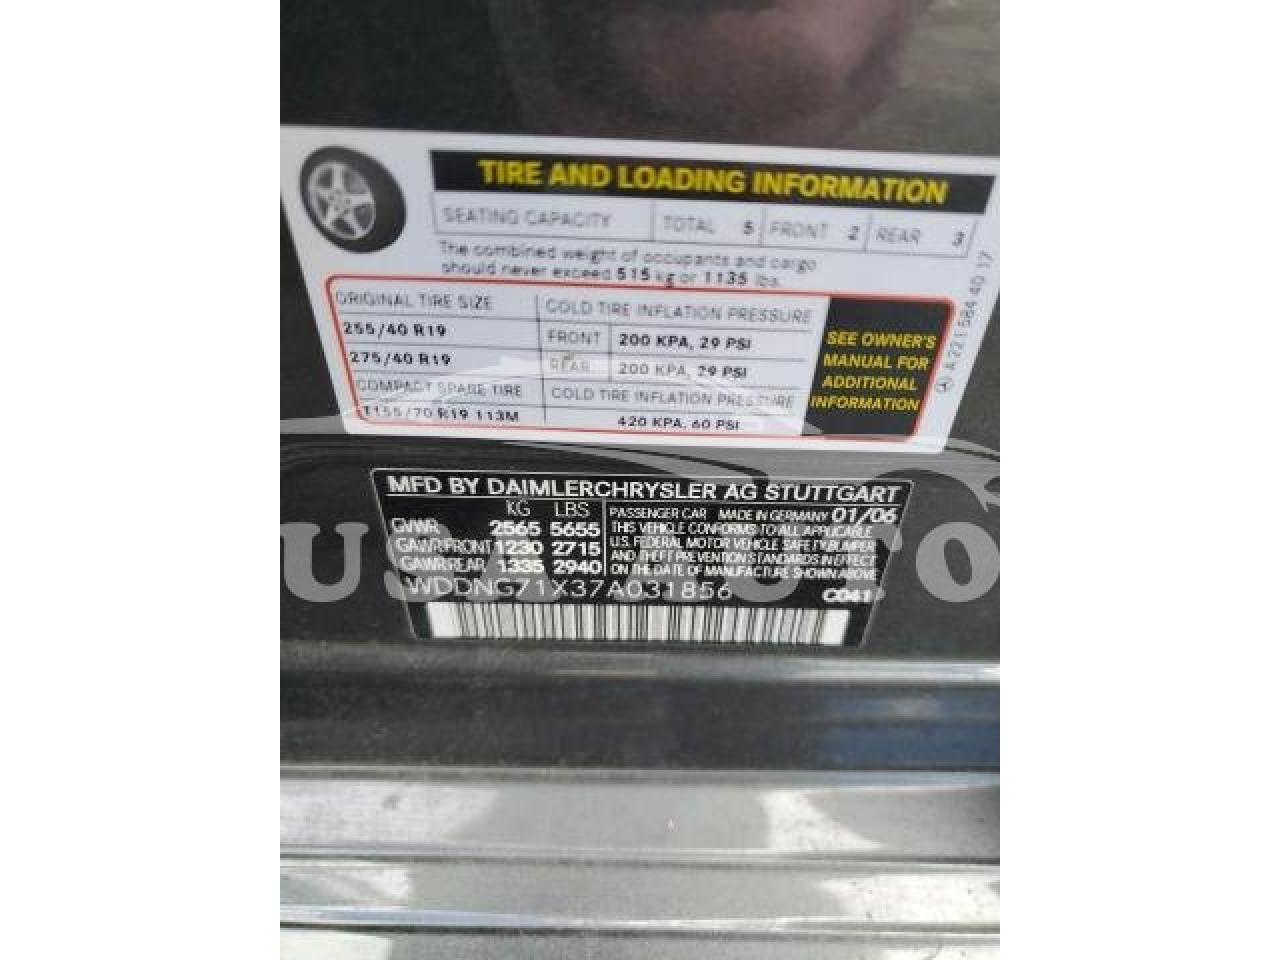 TIRE AND LOADING INFORMATION
SEATING CAPACITY TOTAL 5 FRONT 2 REAR 3
The combined weight of occupants and cargo
should never exceed 515 kg or 1135 lbs.
ORIGINAL TIRE SIZE COLD TIRE INFLATION PRESSURE
255/40 R19 FRONT 200 KPA, 29 PSI
275/40 R19 REAR 200 KPA, 29 PSI
COMPACT SPARE TIRE COLD TIRE INFLATION PRESSURE
T155/70 R19 113M 420 KPA, 60 PSI
SEE OWNER'S
MANUAL FOR
ADDITIONAL
INFORMATION
A 221 584 40 17
MFD BY DAIMLERCHRYSLER AG STUTTGART
KG LBS
GVWR 2565 5655
GAWR FRONT 1230 2715
GAWR REAR 1335 2940
PASSENGER CAR MADE IN GERMANY 01/06
THIS VEHICLE CONFORMS TO ALL APPLICABLE
U.S. FEDERAL MOTOR VEHICLE SAFETY, BUMPER
AND THEFT PREVENTION STANDARDS IN EFFECT
ON THE DATE OF MANUFACTURE SHOWN ABOVE
WDDNG71X37A031856